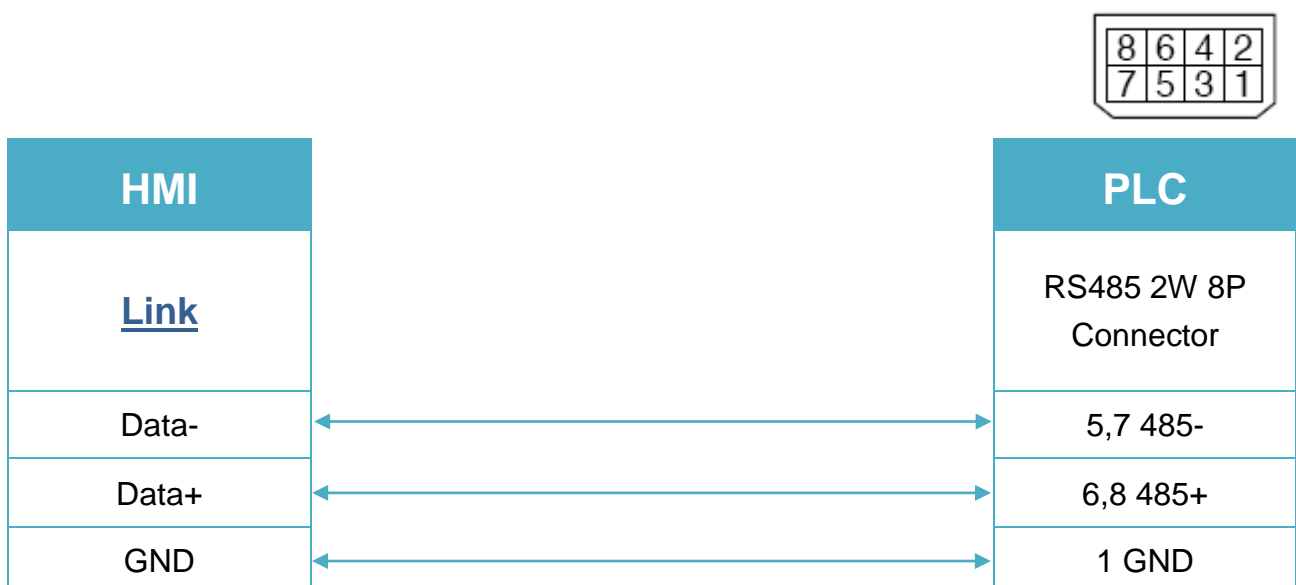 8 6 4 2
7 5 3 1
HMI PLC
Link RS485 2W 8P
Connector
Data- 5,7 485-
Data+ 6,8 485+
GND 1 GND